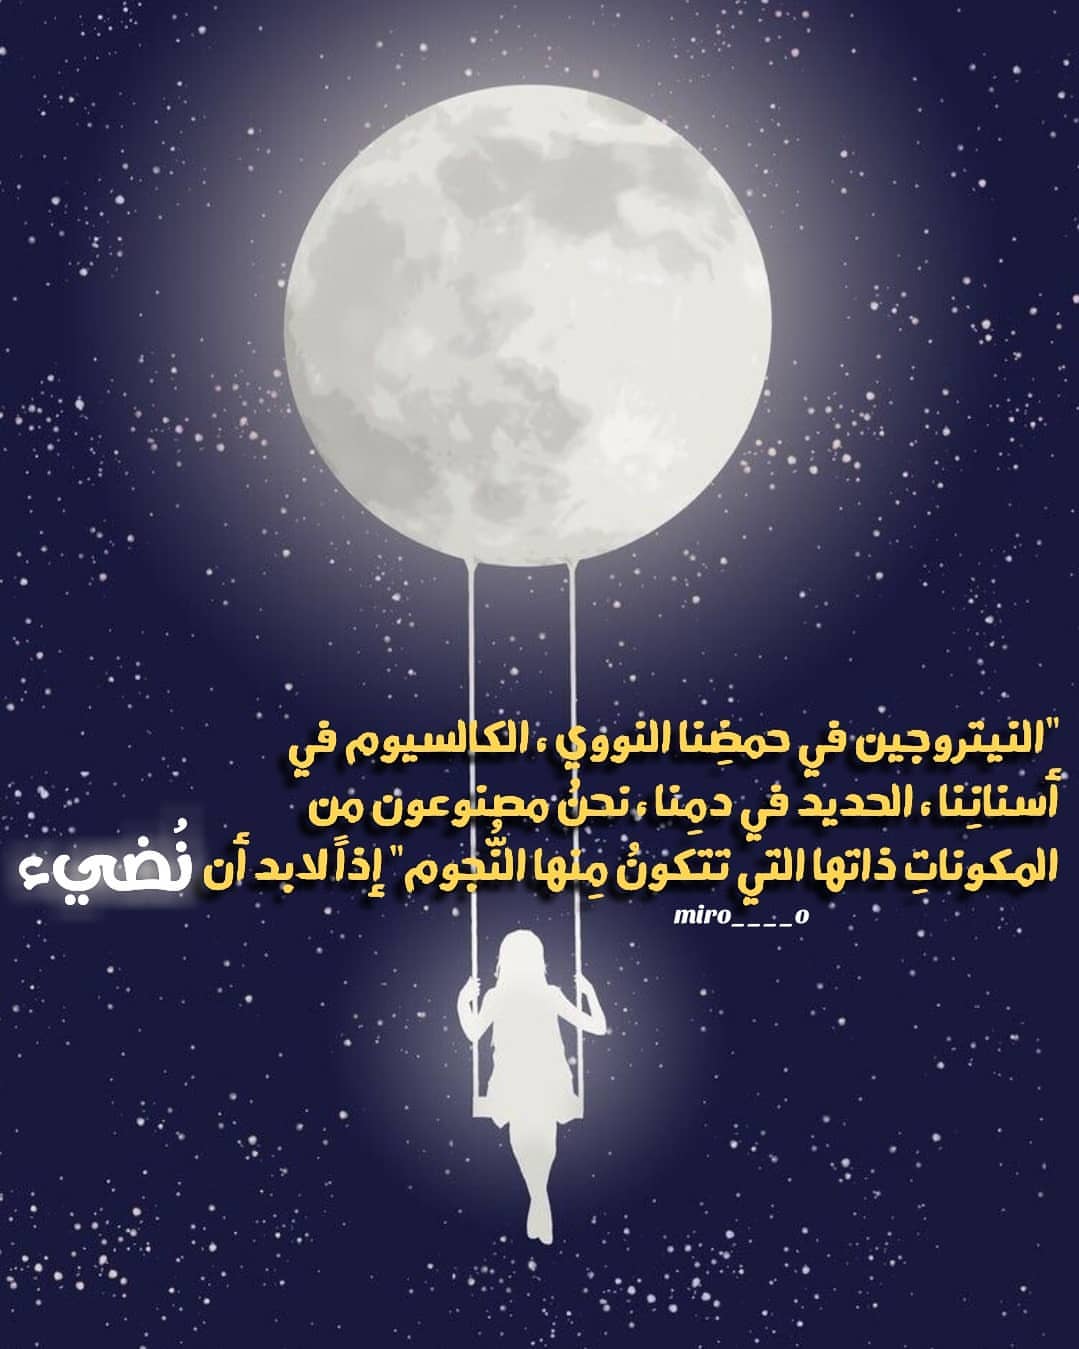 "النيتروجين في حمضِنا النووي ، الكالسيوم في
أسنانِنا ، الحديد في دمِنا ، نحنُ مصنوعون من
المكوناتِ ذاتها التي تتكونُ مِنها النُّجوم" إذاً لابد أن نُضيء
miro____o